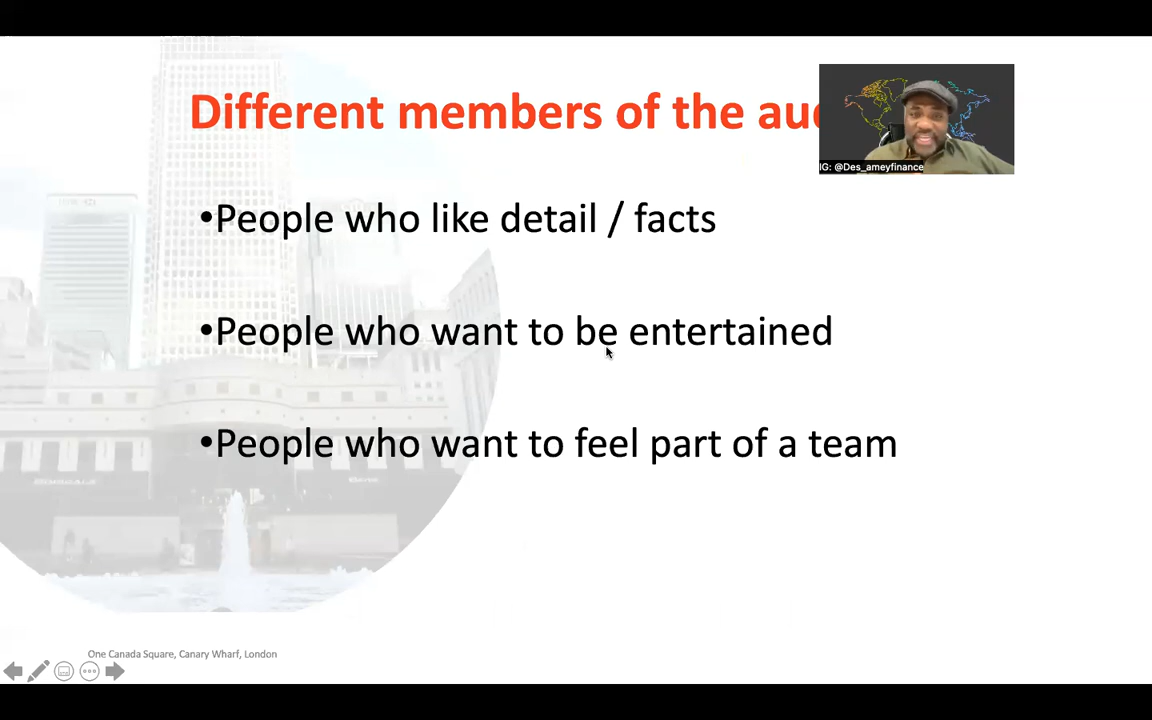 Different members of the au
IG: @Des_ameyfinance
•People who like detail / facts
•People who want to be entertained
•People who want to feel part of a team
One Canada Square, Canary Wharf, London